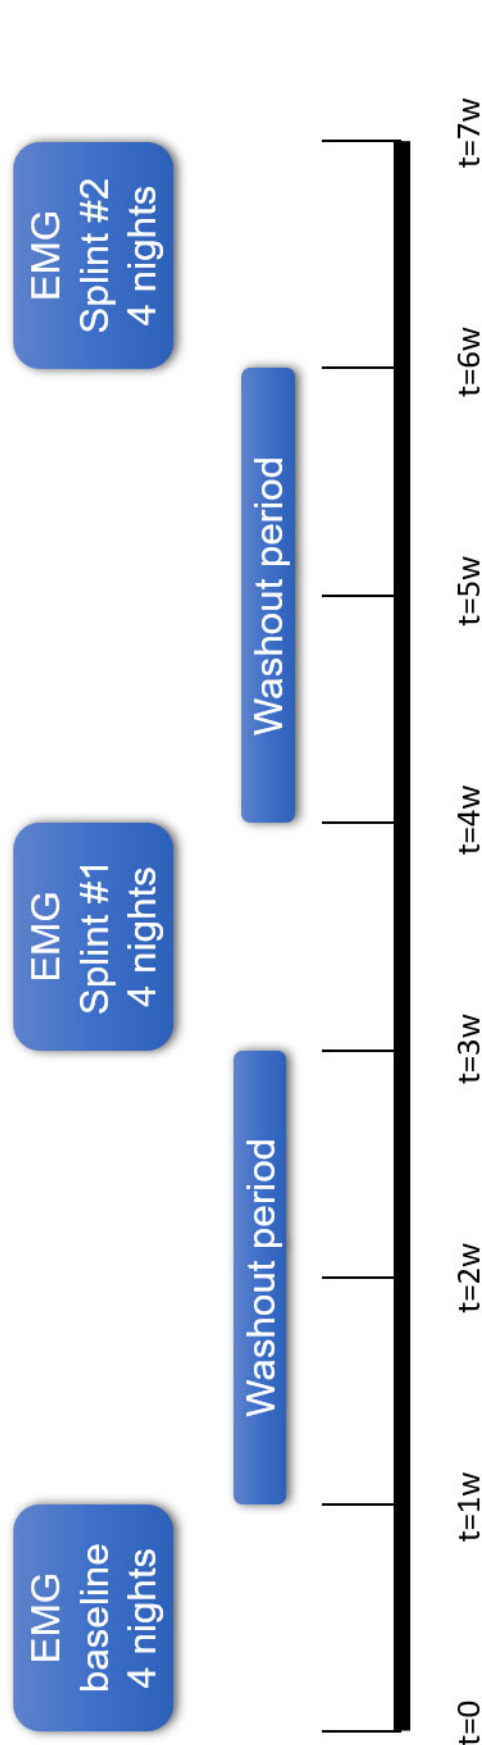 EMG
baseline
4 nights
EMG
Splint #1
4 nights
EMG
Splint #2
4 nights
Washout period
Washout period
t=0
t=1w
t=2w
t=3w
t=4w
t=5w
t=6w
t=7w